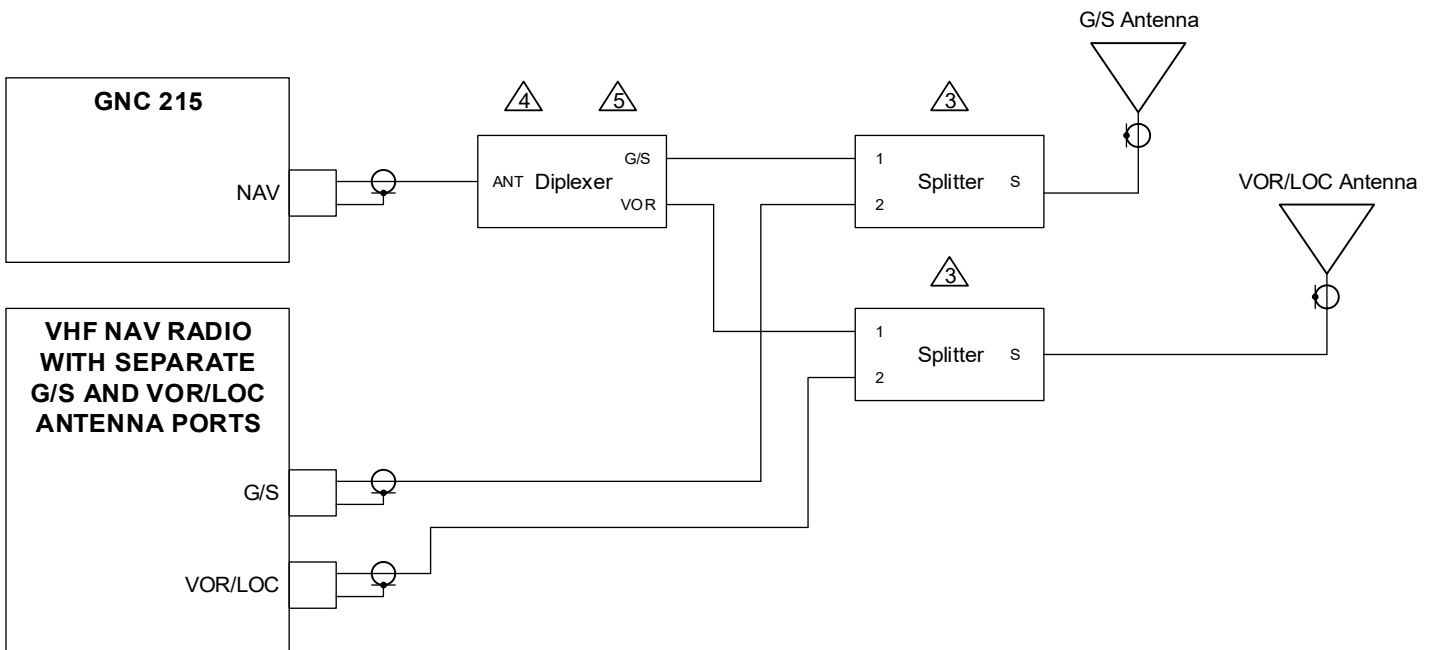 G/S Antenna
GNC 215
NAV
4
5
ANT Diplexer
G/S
VOR
3
1
2
Splitter S
VOR/LOC Antenna
3
1
2
Splitter S
VHF NAV RADIO
WITH SEPARATE
G/S AND VOR/LOC
ANTENNA PORTS
G/S
VOR/LOC